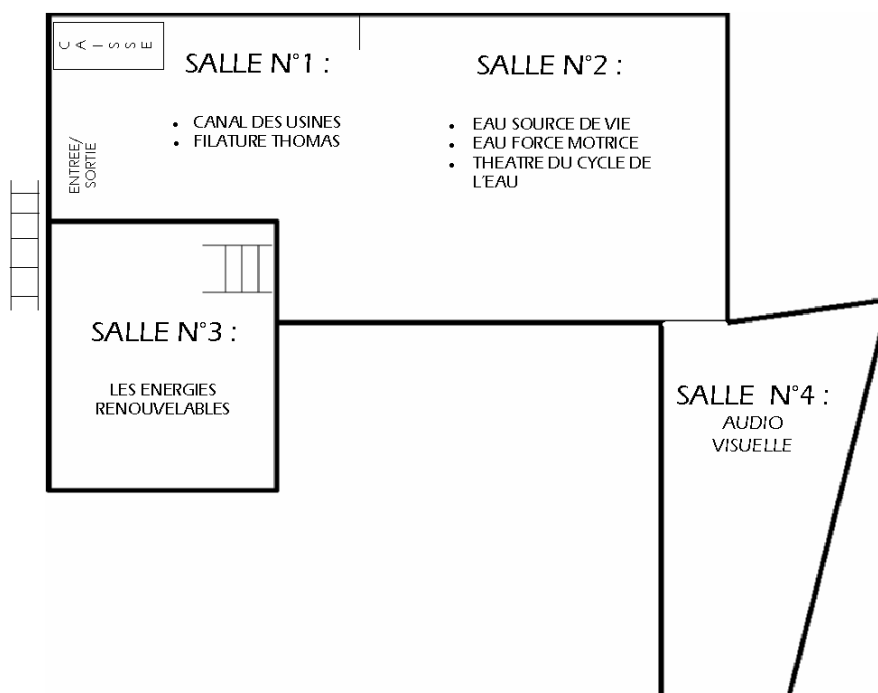 CAISSE
SALLE N°1 :
• CANAL DES USINES
• FILATURE THOMAS
ENTREE/
SORTIE
SALLE N°2 :
• EAU SOURCE DE VIE
• EAU FORCE MOTRICE
• THEATRE DU CYCLE DE
L'EAU
SALLE N°3 :
LES ENERGIES
RENOUVELABLES
SALLE N°4 :
AUDIO
VISUELLE